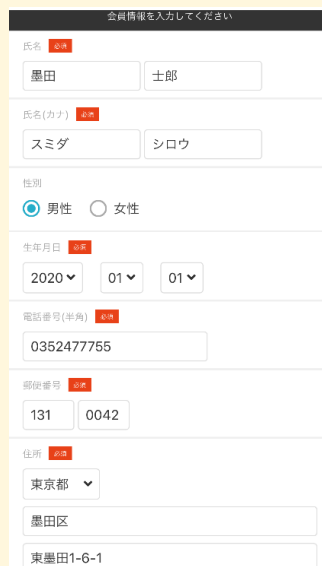 会員情報を入力してください
氏名 必須
墨田 士郎
氏名(カナ) 必須
スミダ シロウ
性別
男性 女性
生年月日 必須
2020 01 01
電話番号(半角) 必須
0352477755
郵便番号 必須
131 0042
住所 必須
東京都
墨田区
東墨田1-6-1